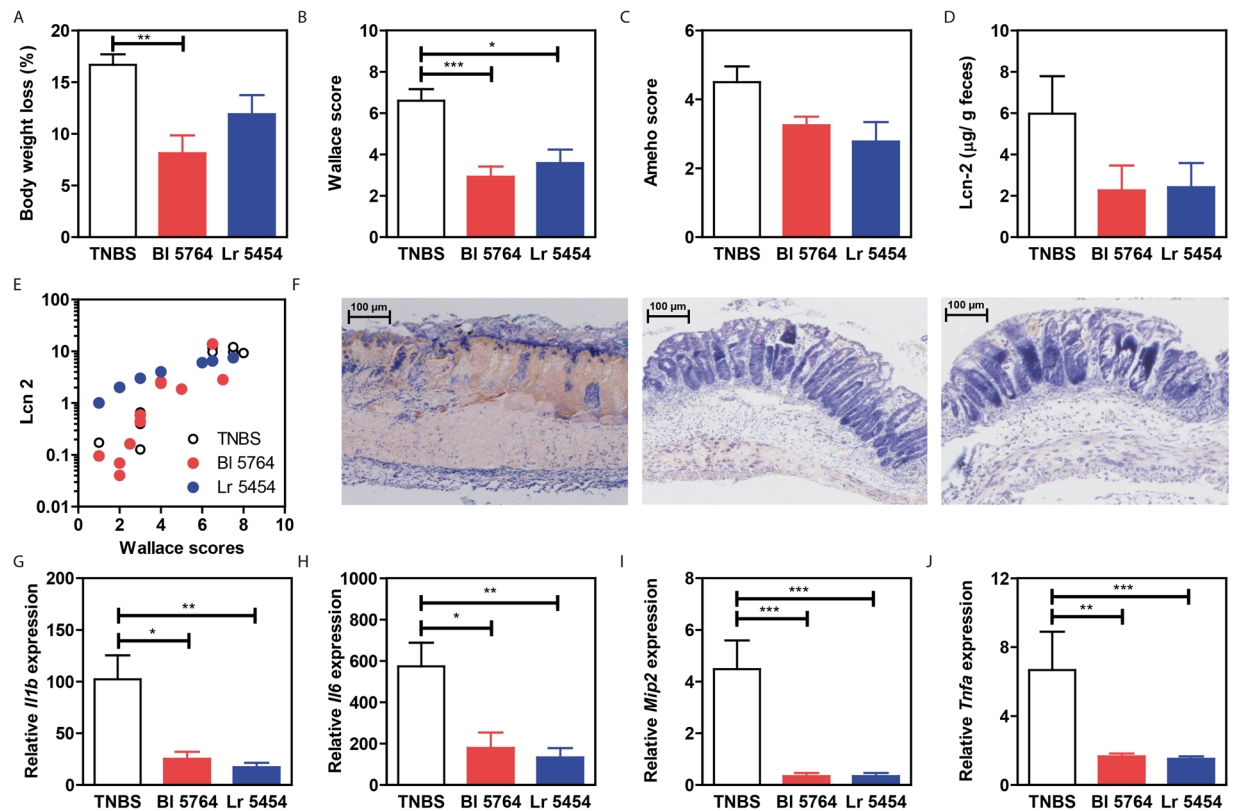 A
Body weight loss (%)
20
15
10
5
0
**
TNBS
Bl 5764
Lr 5454
B
Wallace score
10
8
6
4
2
0
*
***
TNBS
Bl 5764
Lr 5454
C
Ameho score
6
4
2
0
TNBS
Bl 5764
Lr 5454
D
Lcn-2 (µg/ g feces)
10
8
6
4
2
0
TNBS
Bl 5764
Lr 5454
E
Lcn 2
100
10
1
0.1
0.01
TNBS
Bl 5764
Lr 5454
0 2 4 6 8 10
Wallace scores
F
100 µm
100 µm
100 µm
G
Relative Il1b expression
200
150
100
50
0
**
*
TNBS
Bl 5764
Lr 5454
H
Relative Il6 expression
1000
800
600
400
200
0
**
*
TNBS
Bl 5764
Lr 5454
I
Relative Mip2 expression
8
6
4
2
0
***
***
TNBS
Bl 5764
Lr 5454
J
Relative Tnfa expression
12
8
4
0
***
**
TNBS
Bl 5764
Lr 5454